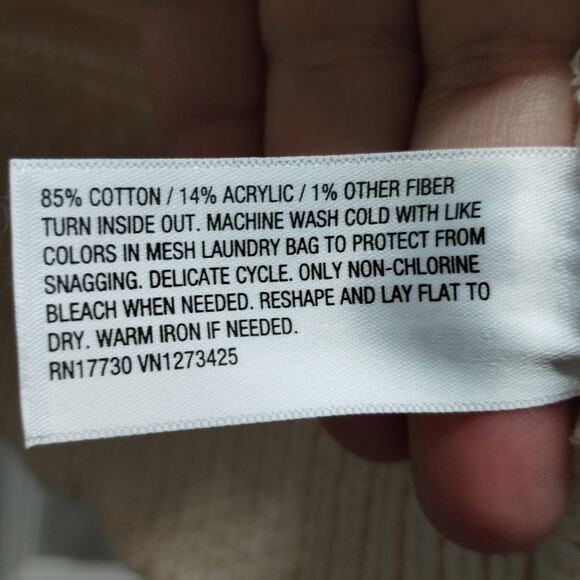 85% COTTON / 14% ACRYLIC / 1% OTHER FIBER
TURN INSIDE OUT. MACHINE WASH COLD WITH LIKE
COLORS IN MESH LAUNDRY BAG TO PROTECT FROM
SNAGGING. DELICATE CYCLE. ONLY NON-CHLORINE
BLEACH WHEN NEEDED. RESHAPE AND LAY FLAT TO
DRY. WARM IRON IF NEEDED.
RN17730 VN1273425